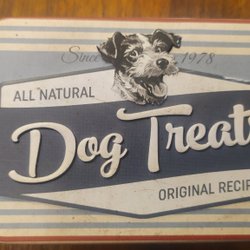 Since 1978
ALL NATURAL
Dog Treat
ORIGINAL RECIP